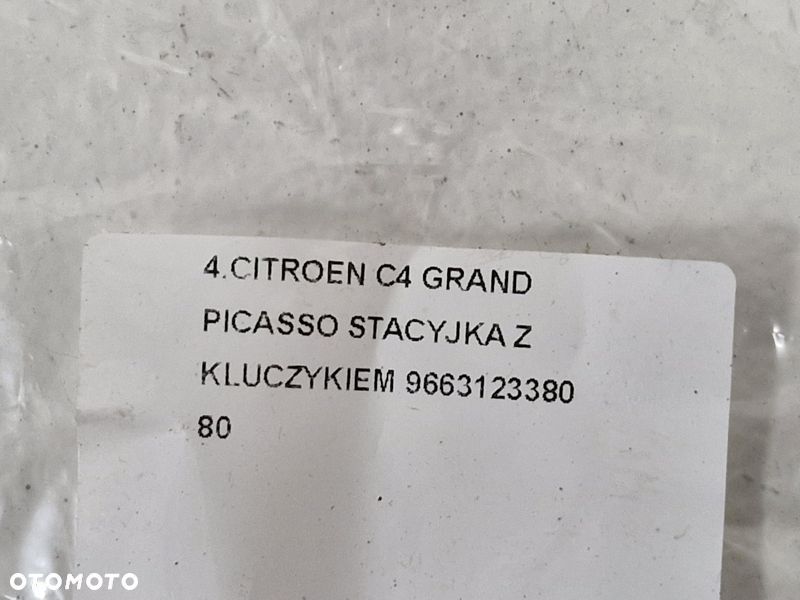 4.CITROEN C4 GRAND
PICASSO STACYJKA Z
KLUCZYKIEM 9663123380
80
OTOMOTO